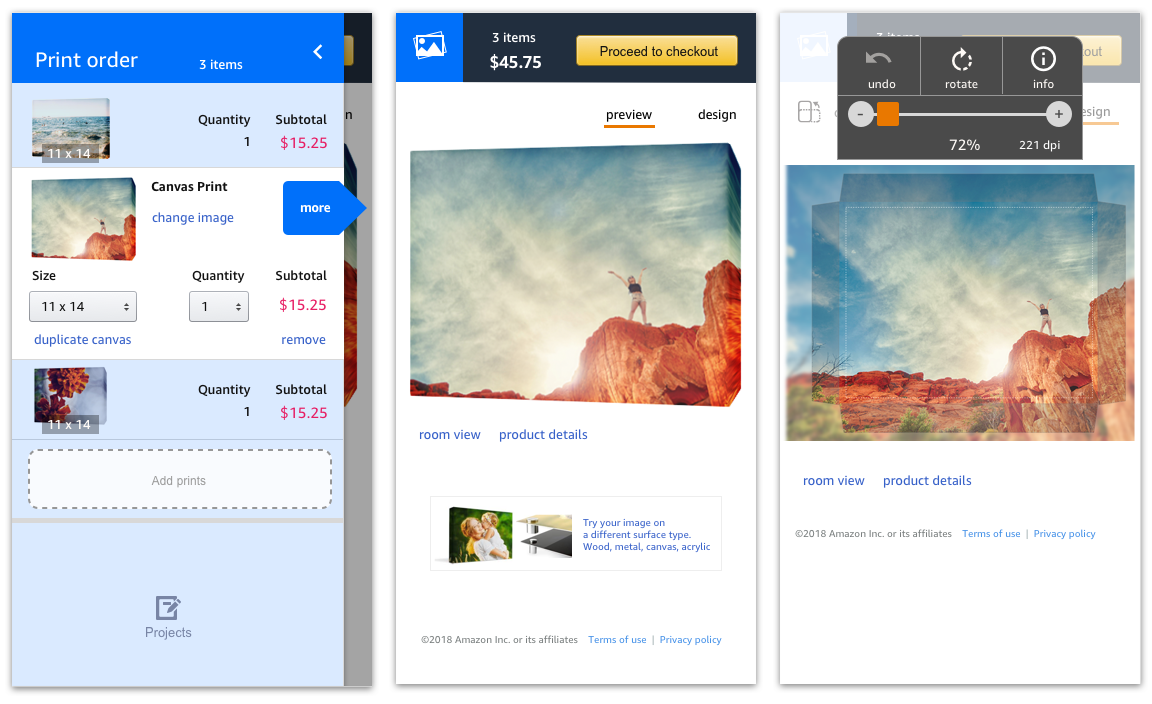 Print order
3 items
Quantity
Subtotal
1
$15.25
11 x 14
Canvas Print
change image
more
Size
Quantity
Subtotal
11 x 14
1
$15.25
duplicate canvas
remove
Quantity
Subtotal
1
$15.25
11 x 14
Add prints
Projects
n
3 items
$45.75
Proceed to checkout
preview
design
room view
product details
Try your image on
a different surface type.
Wood, metal, canvas, acrylic
©2018 Amazon Inc. or its affiliates Terms of use | Privacy policy
3 items
out
undo
rotate
info
-
+
esign
72%
221 dpi
room view
product details
©2018 Amazon Inc. or its affiliates Terms of use | Privacy policy